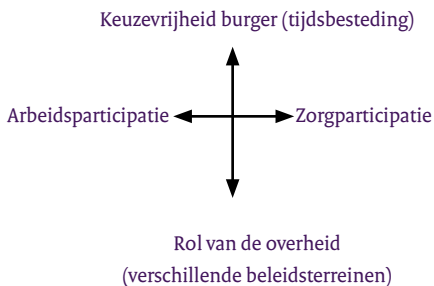 Keuzevrijheid burger (tijdsbesteding)
Arbeidsparticipatie Zorgparticipatie
Rol van de overheid
(verschillende beleidsterreinen)